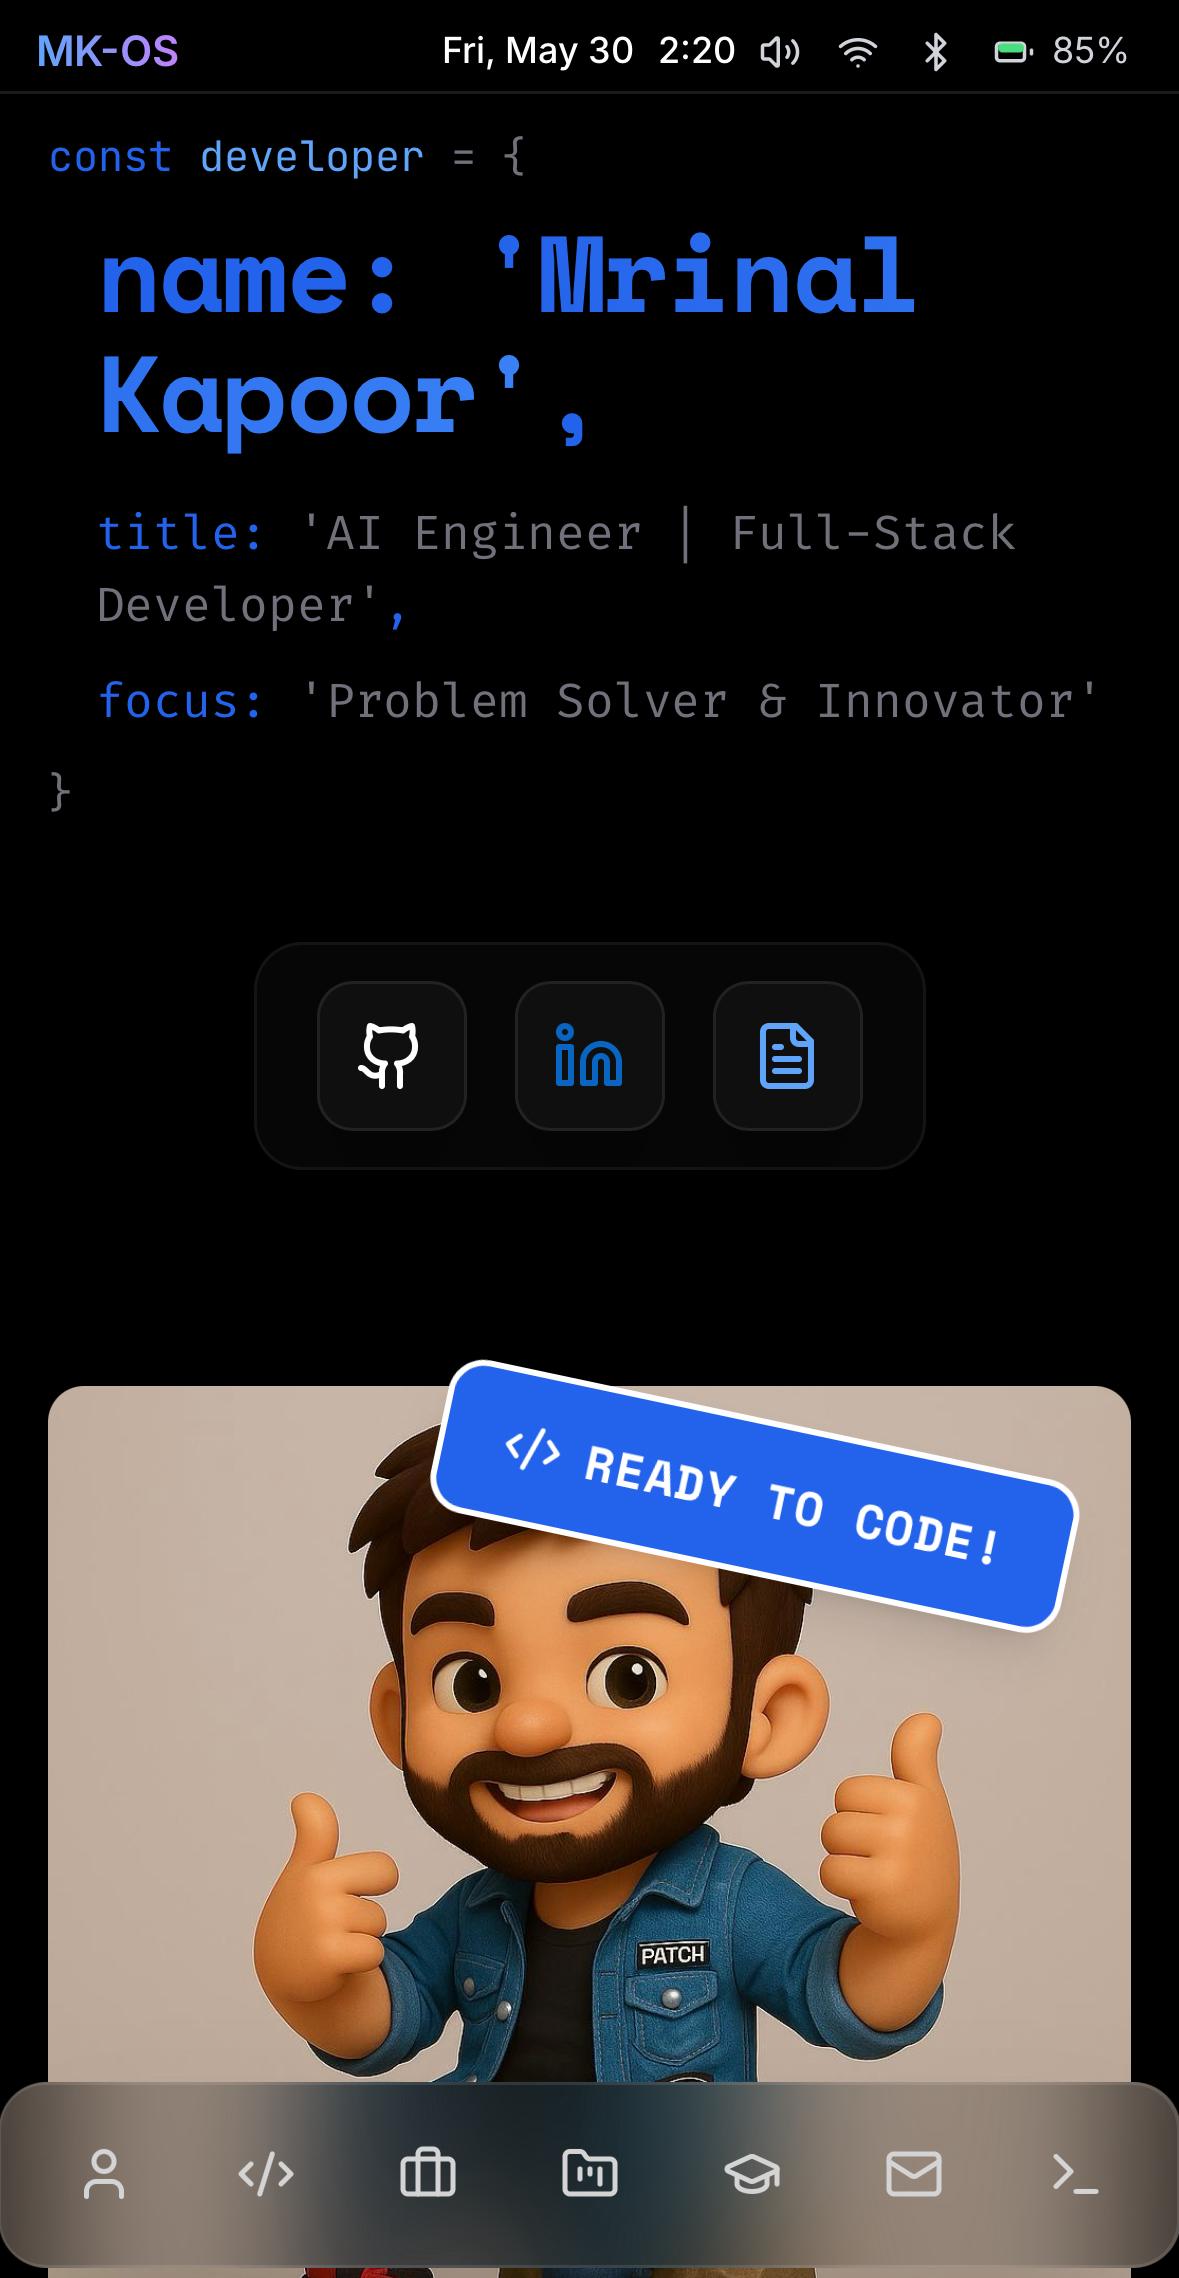 MK-OS
Fri, May 30 2:20 85%
const developer = {
name: 'Mrinal
Kapoor',
title: 'AI Engineer | Full-Stack
Developer',
focus: 'Problem Solver & Innovator'
}
in
</> READY TO CODE!
PATCH